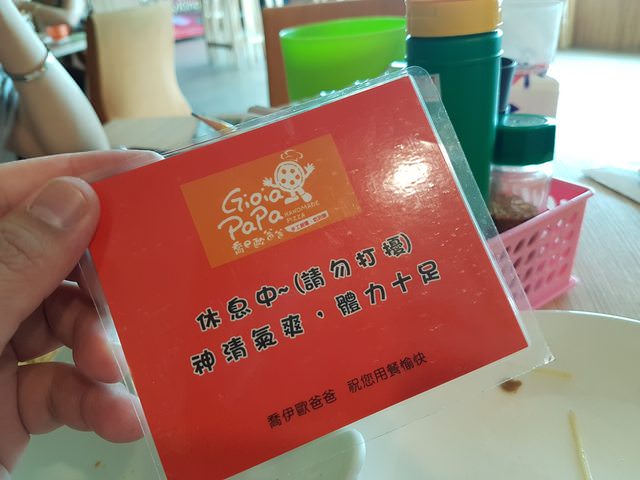 Gioia
PaPa
HANDMADE
PIZZA
喬伊歐爸爸
休息中~(請勿打擾)
神清氣爽,體力十足
喬伊歐爸爸 祝您用餐愉快